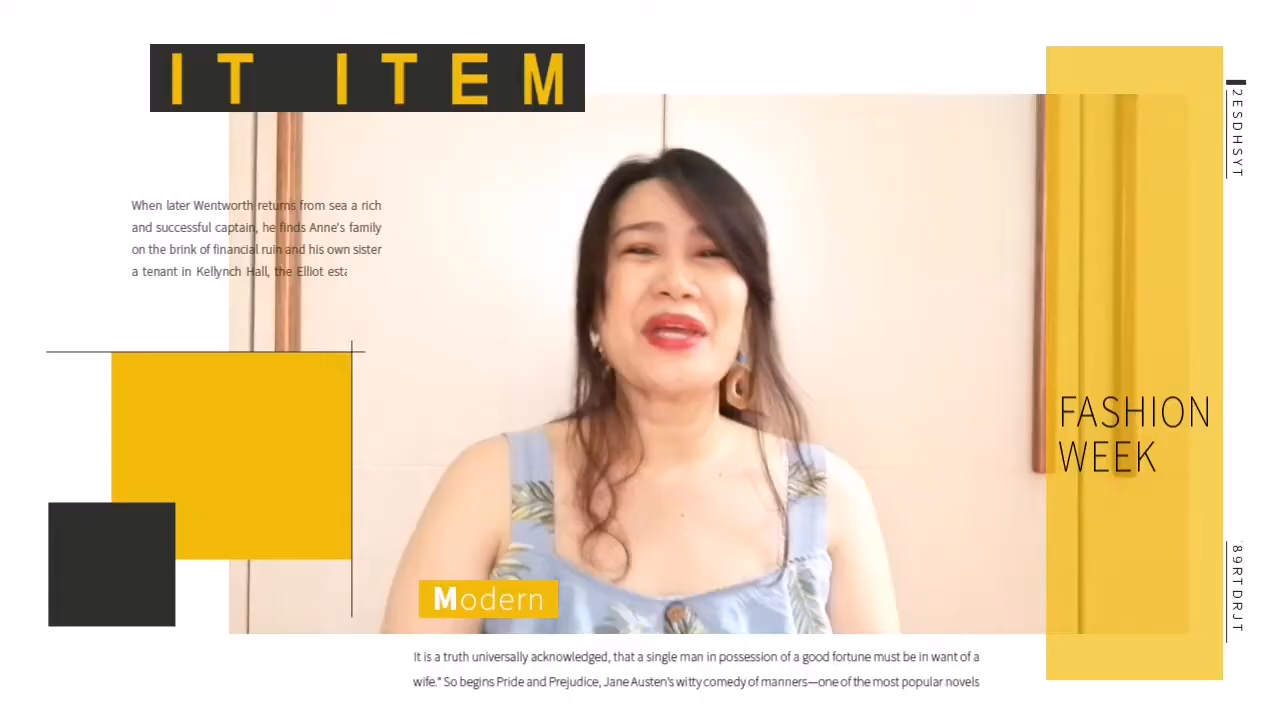 IT ITEM
When later Wentworth returns from sea a rich
and successful captain, he finds Anne's family
on the brink of financial ruin and his own sister
a tenant in Kellynch Hall, the Elliot esta
FASHION
WEEK
2ESDHSYT
89RTDRJT
Modern
It is a truth universally acknowledged, that a single man in possession of a good fortune must be in want of a
wife." So begins Pride and Prejudice, Jane Austen's witty comedy of manners—one of the most popular novels